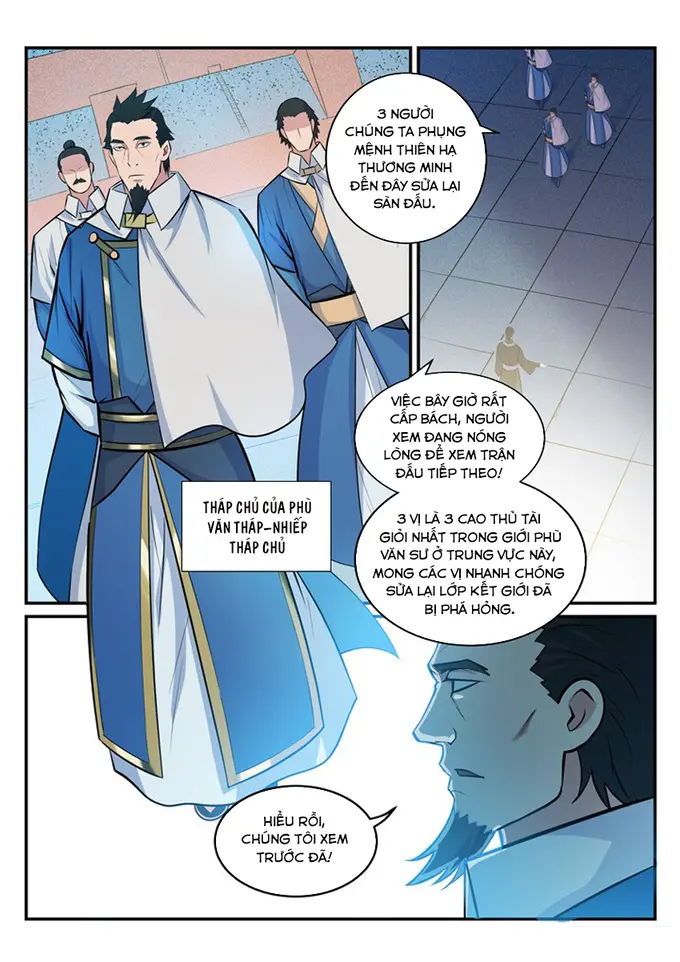 3 NGƯỜI
CHÚNG TA PHỤNG
MỆNH THIÊN HẠ
THƯƠNG MINH
ĐẾN ĐÂY SỬA LẠI
SÀN ĐẤU.
VIỆC BÂY GIỜ RẤT
CẤP BÁCH, NGƯỜI
XEM ĐANG NÓNG
LÒNG ĐỂ XEM TRẬN
ĐẤU TIẾP THEO!
3 VỊ LÀ 3 CAO THỦ TÀI
GIỎI NHẤT TRONG GIỚI PHÙ
VĂN SƯ Ở TRUNG VỰC NÀY,
MONG CÁC VỊ NHANH CHÓNG
SỬA LẠI LỚP KẾT GIỚI ĐÃ
BỊ PHÁ HỎNG.
THÁP CHỦ CỦA PHÙ
VĂN THÁP-NHIẾP
THÁP CHỦ
HIỂU RỒI,
CHÚNG TÔI XEM
TRƯỚC ĐÃ!